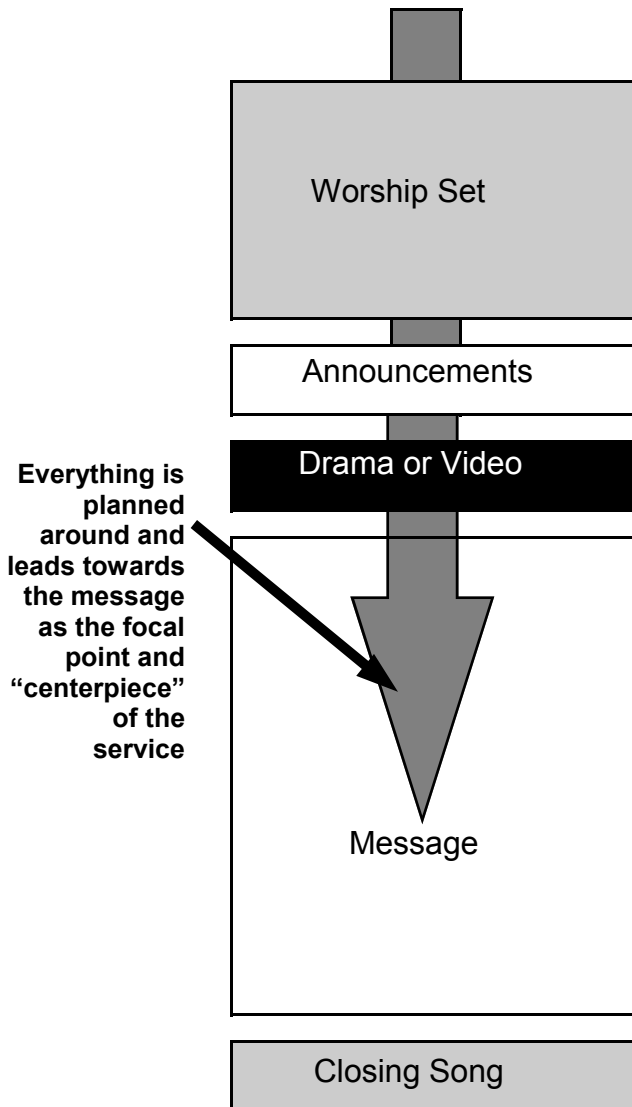 Worship Set
Announcements
Drama or Video
Everything is
planned
around and
leads towards
the message
as the focal
point and
“centerpiece”
of the
service
Message
Closing Song